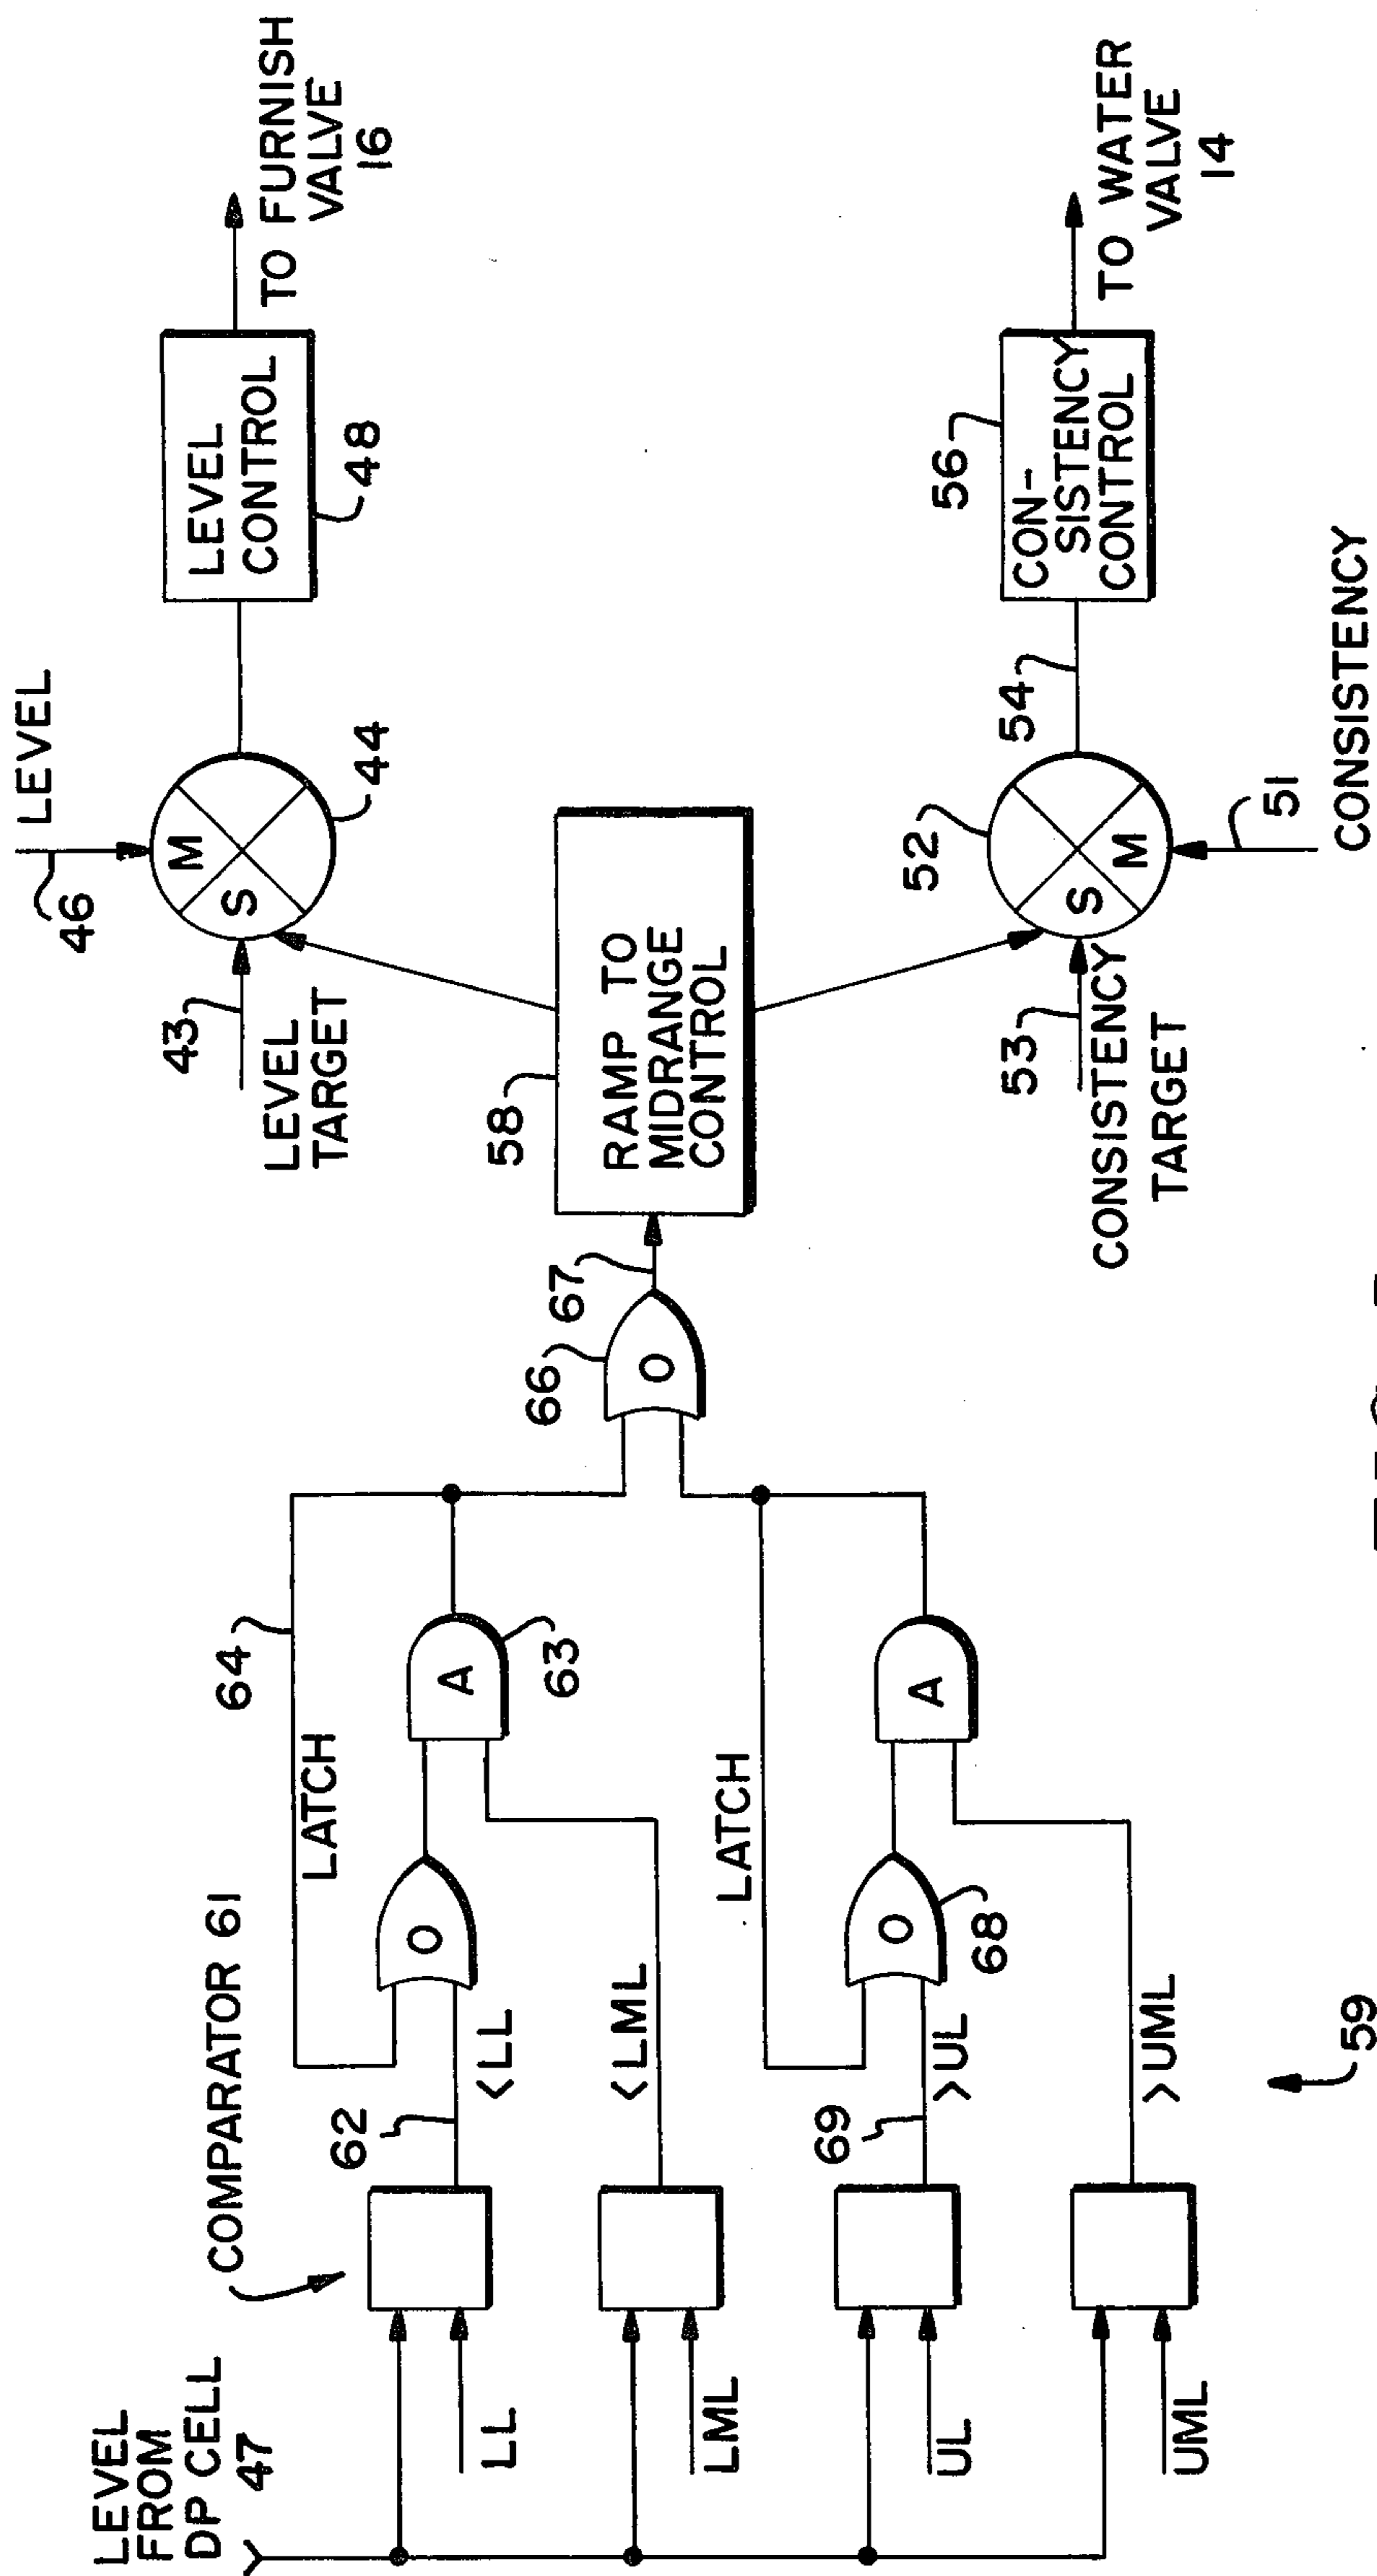 LEVEL
FROM
DP CELL
47
COMPARATOR 61
LL
LML
UL
UML
62
<LL
<LML
69
>UL
>UML
59
LATCH
64
O
A
63
LATCH
O
68
A
O
66
67
58
RAMP TO
MIDRANGE
CONTROL
LEVEL
46
43
LEVEL
TARGET
M
S
44
LEVEL
CONTROL
48
TO FURNISH
VALVE
16
53
CONSISTENCY
TARGET
52
S
M
51
CONSISTENCY
54
56
CON-
SISTENCY
CONTROL
TO WATER
VALVE
14